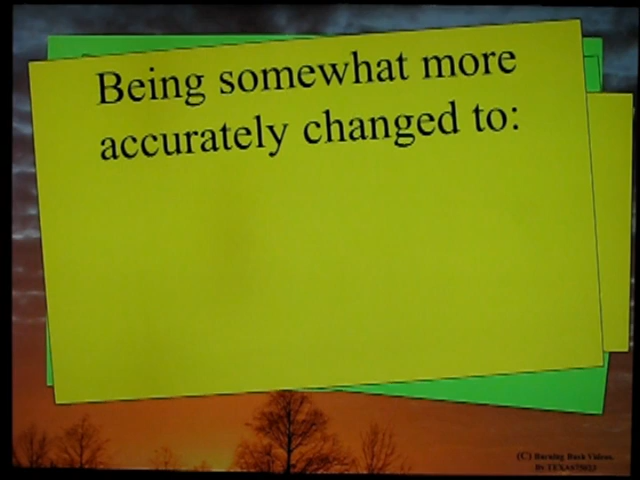 Being somewhat more
accurately changed to:
(C) Burning Bush Videos.